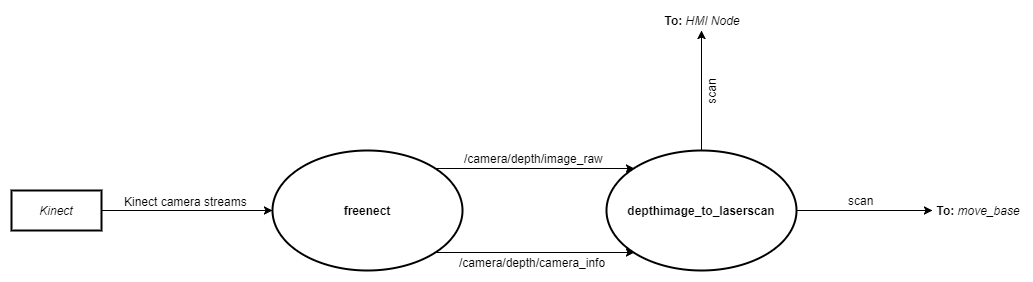 To: HMI Node
scan
/camera/depth/image_raw
Kinect
Kinect camera streams
freenect
depthimage_to_laserscan
scan
To: move_base
/camera/depth/camera_info